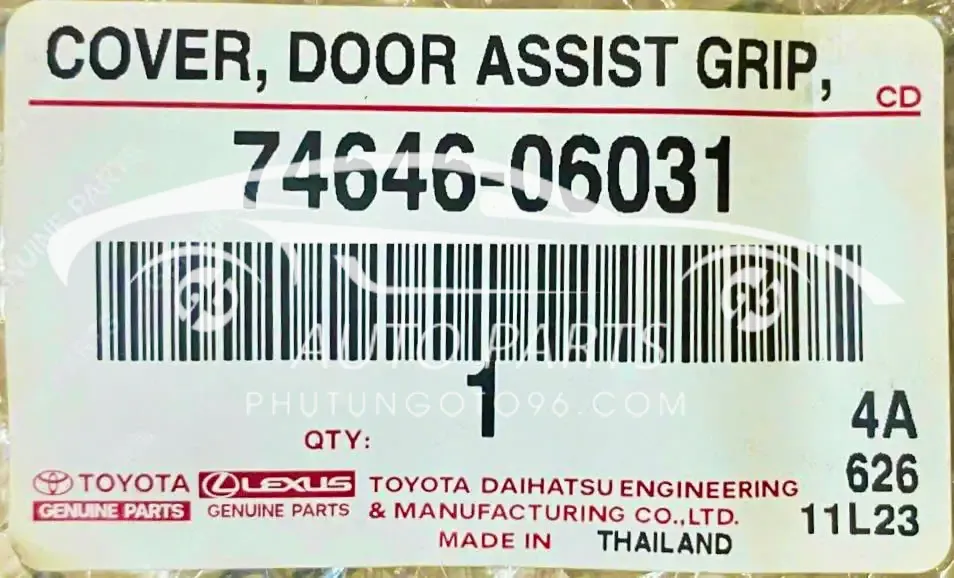 COVER, DOOR ASSIST GRIP,
CD
74646-06031
AUTO PARTS
1
PHUTUNGOTO96.COM
QTY:
4A
626
11L23
TOYOTA
GENUINE PARTS
LEXUS
GENUINE PARTS
TOYOTA DAIHATSU ENGINEERING
& MANUFACTURING CO.,LTD.
MADE IN THAILAND